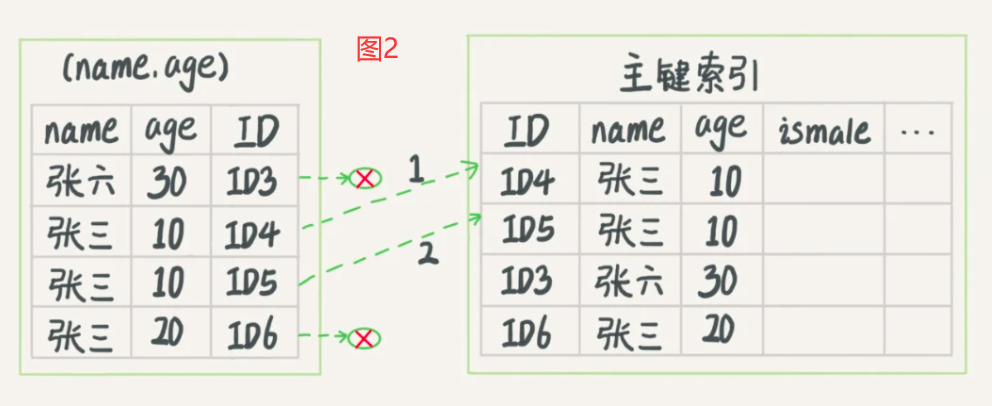 图2
(name.age)
name age ID
张六 30 ID3
张三 10 ID4
张三 10 ID5
张三 20 ID6
1
2
主键索引
ID name age ismale ...
ID4 张三 10
ID5 张三 10
ID3 张六 30
ID6 张三 20